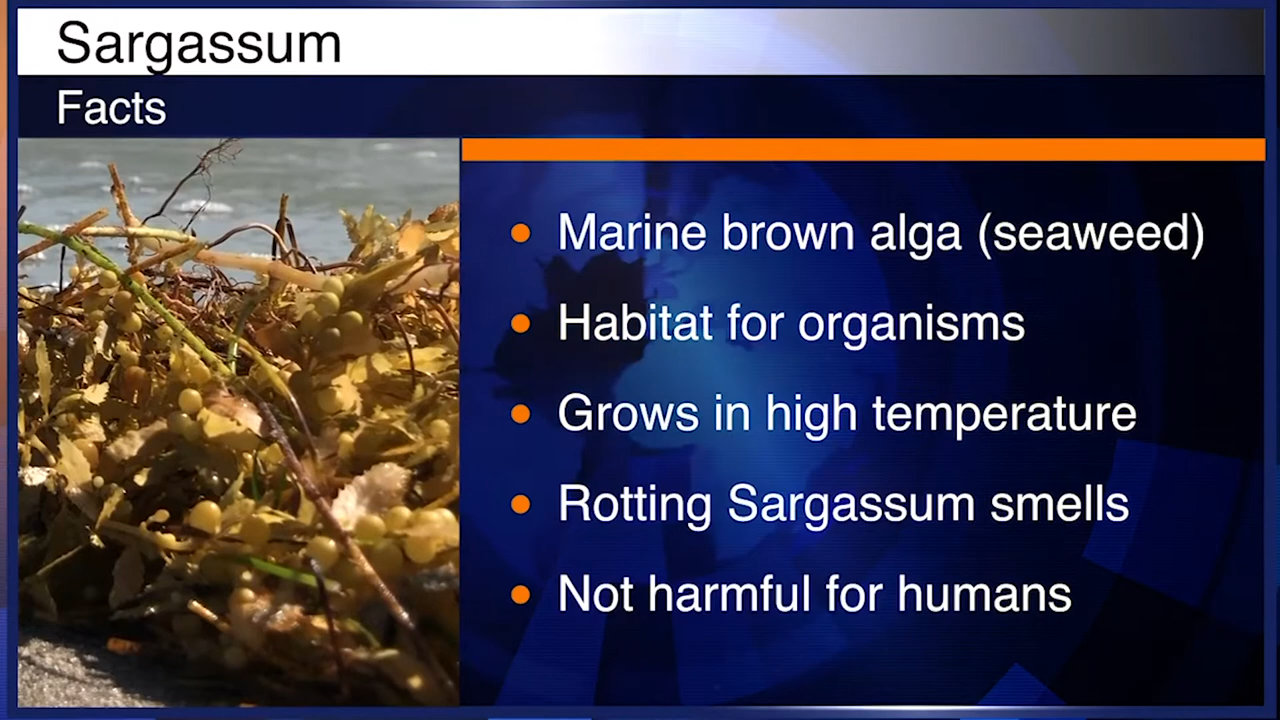 Sargassum
Facts
Marine brown alga (seaweed)
Habitat for organisms
Grows in high temperature
Rotting Sargassum smells
Not harmful for humans